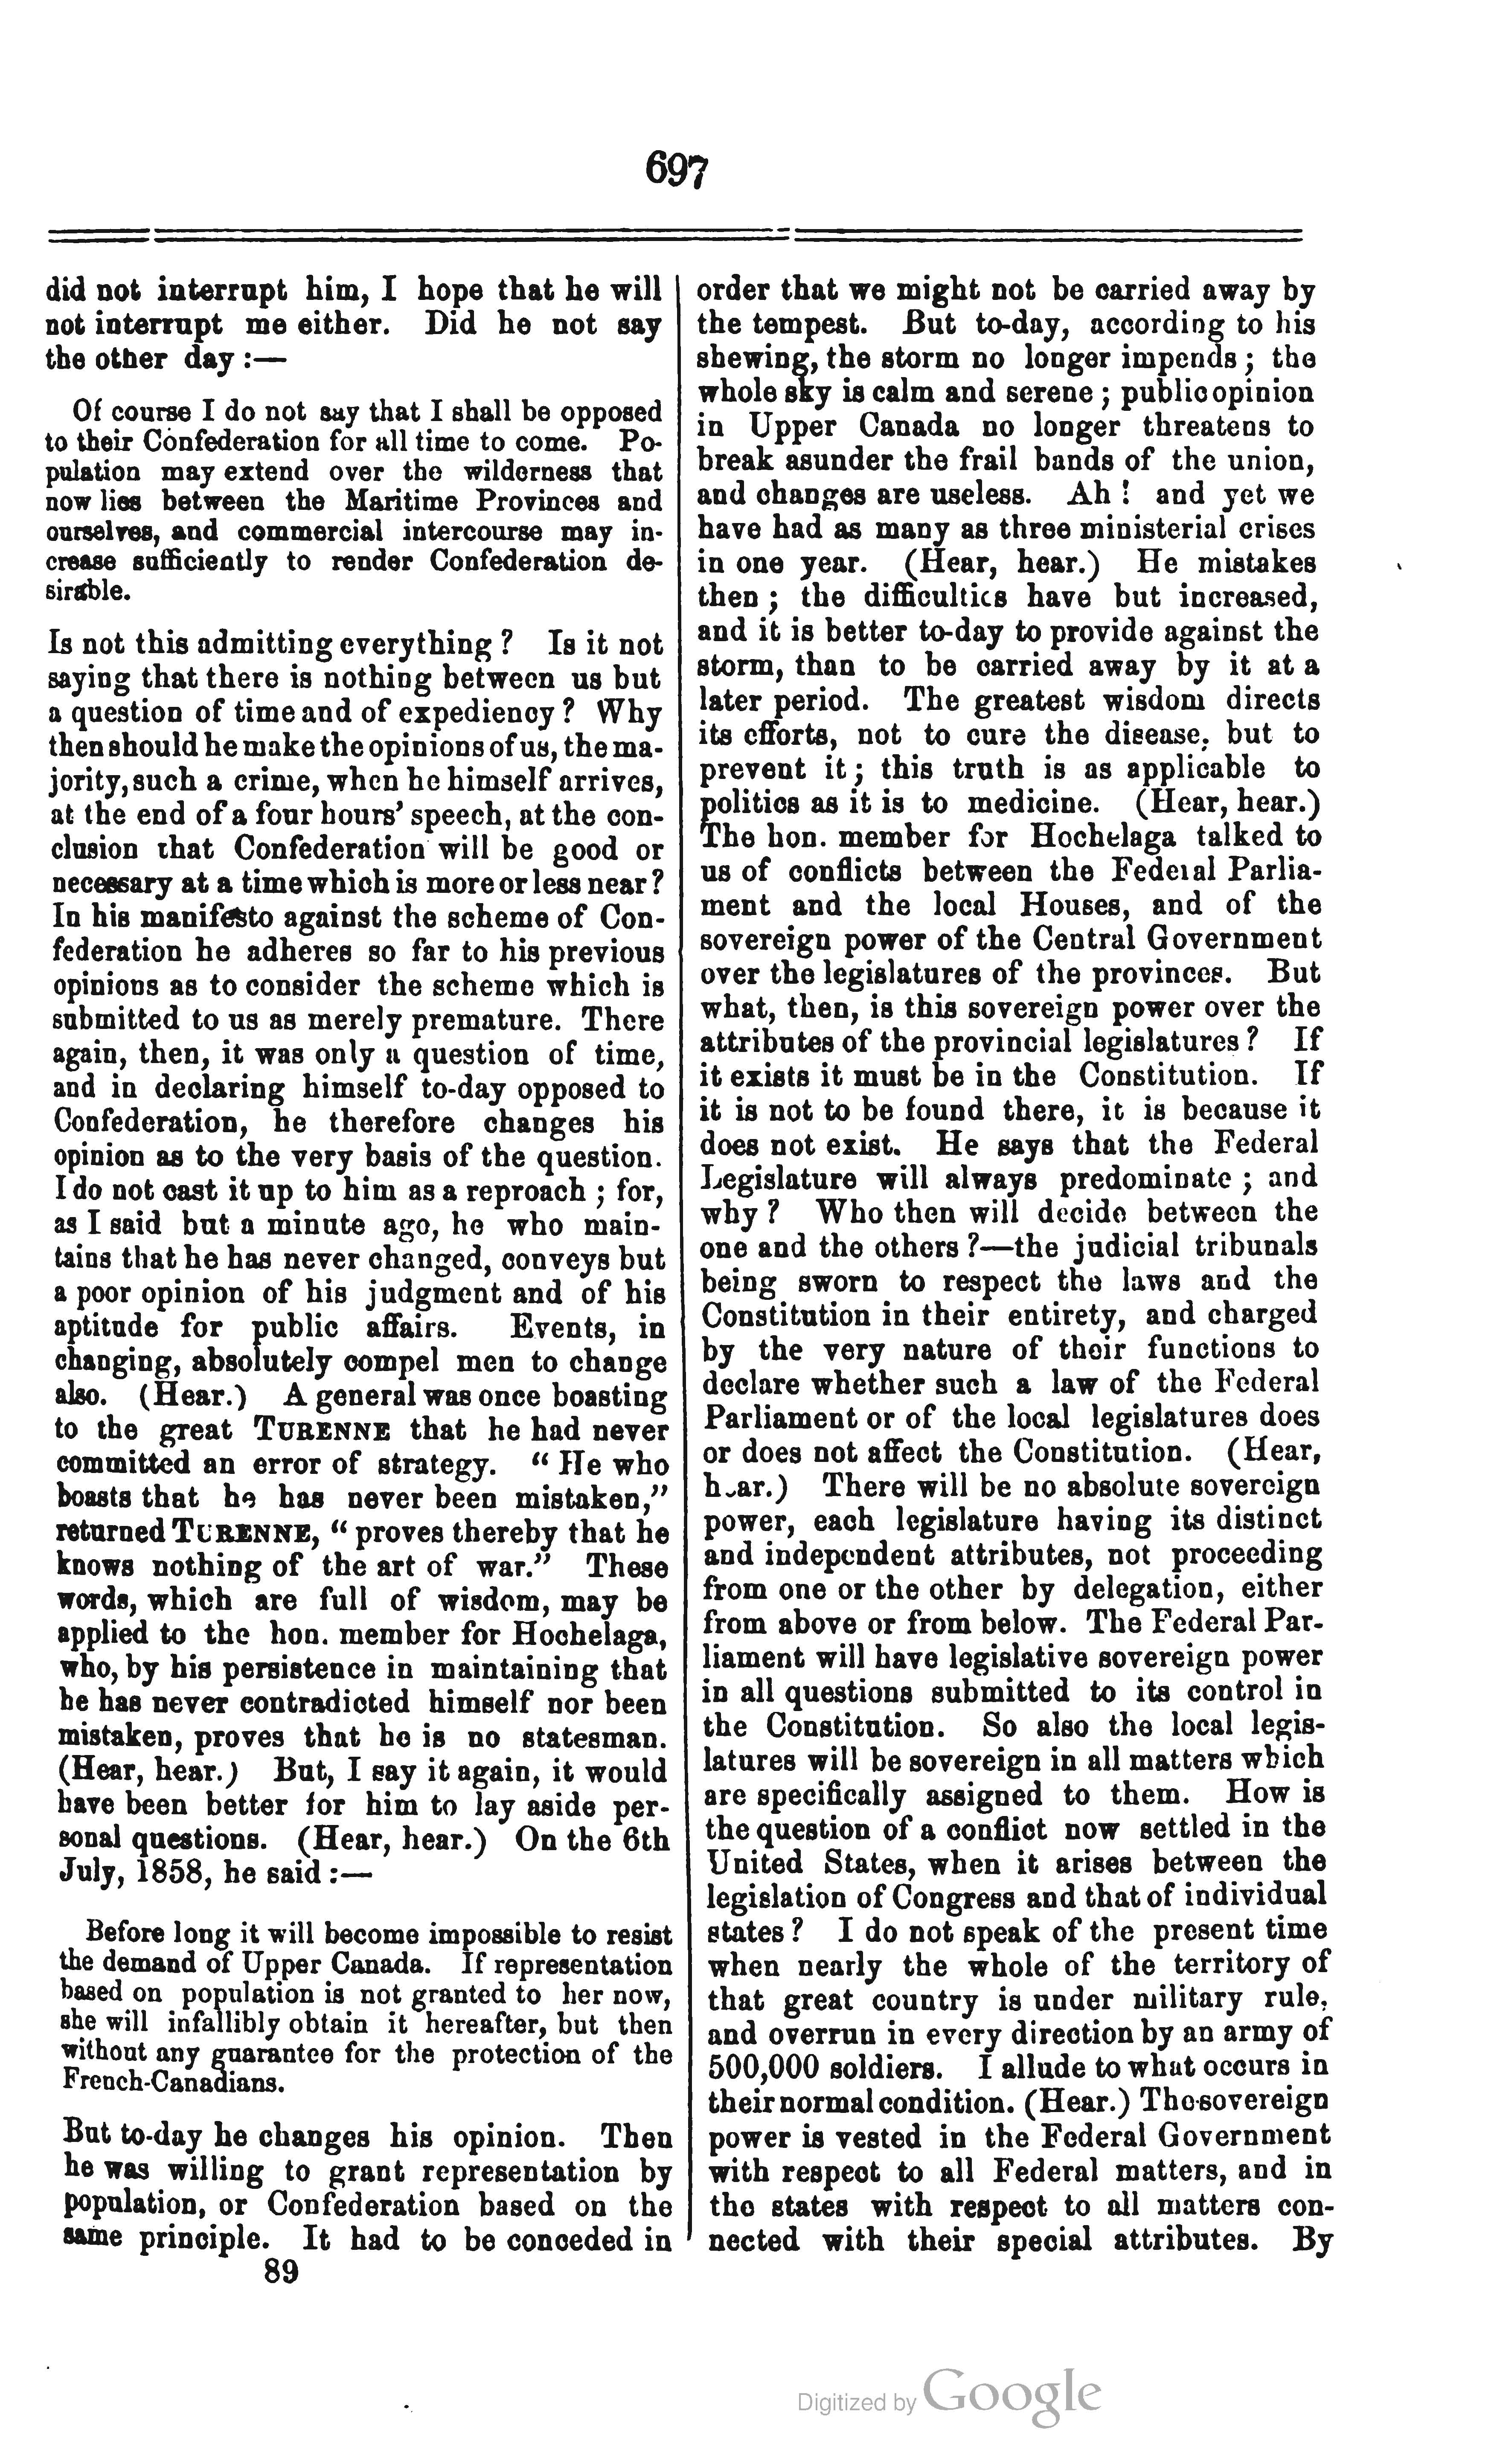 697
did not interrupt him, I hope that he will
not interrupt me either. Did he not say
the other day :—
Of course I do not say that I shall be opposed
to their Confederation for all time to come. Po-
pulation may extend over the wilderness that
now lies between the Maritime Provinces and
ourselves, and commercial intercourse may in-
crease sufficiently to render Confederation de-
sirable.
Is not this admitting everything ? Is it not
saying that there is nothing between us but
a question of time and of expediency ? Why
then should he make the opinions of us, the ma-
jority, such a crime, when he himself arrives,
at the end of a four hours' speech, at the con-
clusion that Confederation will be good or
necessary at a time which is more or less near ?
In his manifesto against the scheme of Con-
federation he adheres so far to his previous
opinions as to consider the scheme which is
submitted to us as merely premature. There
again, then, it was only a question of time,
and in declaring himself to-day opposed to
Confederation, he therefore changes his
opinion as to the very basis of the question.
I do not cast it up to him as a reproach ; for,
as I said but a minute ago, he who main-
tains that he has never changed, conveys but
a poor opinion of his judgment and of his
aptitude for public affairs. Events, in
changing, absolutely compel men to change
also. (Hear.) A general was once boasting
to the great TURENNE that he had never
committed an error of strategy. " He who
boasts that he has never been mistaken,"
returned TURENNE, " proves thereby that he
knows nothing of the art of war." These
words, which are full of wisdom, may be
applied to the hon. member for Hochelaga,
who, by his persistence in maintaining that
he has never contradicted himself nor been
mistaken, proves that he is no statesman.
(Hear, hear.) But, I say it again, it would
have been better for him to lay aside per-
sonal questions. (Hear, hear.) On the 6th
July, 1858, he said :—
Before long it will become impossible to resist
the demand of Upper Canada. If representation
based on population is not granted to her now,
she will infallibly obtain it hereafter, but then
without any guarantee for the protection of the
French-Canadians.
But to-day he changes his opinion. Then
he was willing to grant representation by
population, or Confederation based on the
same principle. It had to be conceded in
89
order that we might not be carried away by
the tempest. But to-day, according to his
shewing, the storm no longer impends ; the
whole sky is calm and serene ; public opinion
in Upper Canada no longer threatens to
break asunder the frail bands of the union,
and changes are useless. Ah ! and yet we
have had as many as three ministerial crises
in one year. (Hear, hear.) He mistakes
then ; the difficulties have but increased,
and it is better to-day to provide against the
storm, than to be carried away by it at a
later period. The greatest wisdom directs
its efforts, not to cure the disease, but to
prevent it ; this truth is as applicable to
politics as it is to medicine. (Hear, hear.)
The hon. member for Hochelaga talked to
us of conflicts between the Federal Parlia-
ment and the local Houses, and of the
sovereign power of the Central Government
over the legislatures of the provinces. But
what, then, is this sovereign power over the
attributes of the provincial legislatures ? If
it exists it must be in the Constitution. If
it is not to be found there, it is because it
does not exist. He says that the Federal
Legislature will always predominate ; and
why ? Who then will decide between the
one and the others ?—the judicial tribunals
being sworn to respect the laws and the
Constitution in their entirety, and charged
by the very nature of their functions to
declare whether such a law of the Federal
Parliament or of the local legislatures does
or does not affect the Constitution. (Hear,
hear.) There will be no absolute sovereign
power, each legislature having its distinct
and independent attributes, not proceeding
from one or the other by delegation, either
from above or from below. The Federal Par-
liament will have legislative sovereign power
in all questions submitted to its control in
the Constitution. So also the local legis-
latures will be sovereign in all matters which
are specifically assigned to them. How is
the question of a conflict now settled in the
United States, when it arises between the
legislation of Congress and that of individual
states ? I do not speak of the present time
when nearly the whole of the territory of
that great country is under military rule,
and overrun in every direction by an army of
500,000 soldiers. I allude to what occurs in
their normal condition. (Hear.) The sovereign
power is vested in the Federal Government
with respect to all Federal matters, and in
the states with respect to all matters con-
nected with their special attributes. By
Digitized by Google